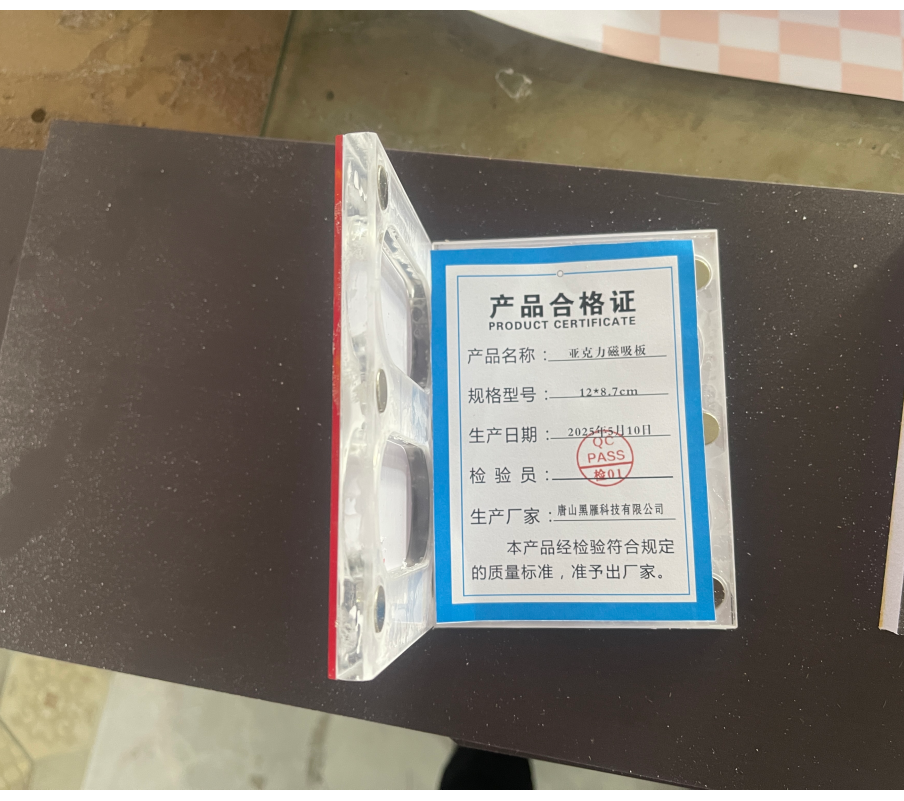 产品合格证
PRODUCT CERTIFICATE
产品名称：亚克力磁吸板
规格型号：12*8.7cm
生产日期：2025年5月10日
QC
PASS
检验员：检01
生产厂家：唐山黑雁科技有限公司
本产品经检验符合规定
的质量标准，准予出厂家。